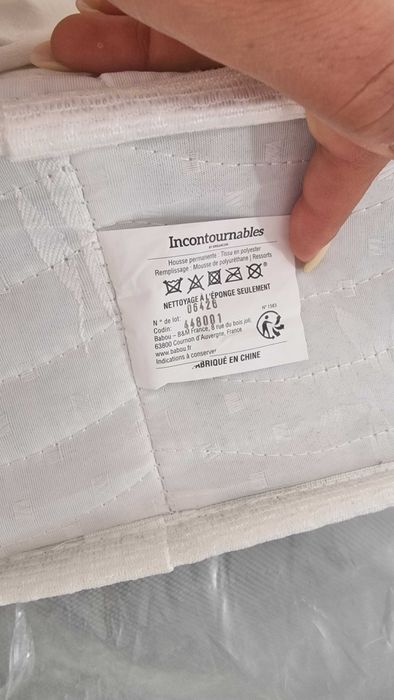 Incontournables
Housse permanente : Tissu en polyester
Remplissage : Mousse de polyuréthane | Ressorts
NETTOYAGE À L'ÉPONGE SEULEMENT
N° de lot: 06426
Codin: 448001
N° 1563
Babou - B&M France, 8 rue du bois joli,
63800 Cournon d'Auvergne, France
www.babou.fr
Indications à conserver
FABRIQUÉ EN CHINE